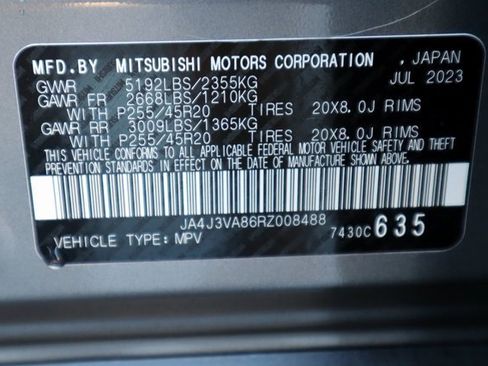 MFD.BY MITSUBISHI MOTORS CORPORATION , JAPAN
GVWR 5192LBS/2355KG JUL 2023
GAWR FR 2668LBS/1210KG
WITH P255/45R20 TIRES 20X8.0J RIMS
GAWR RR 3009LBS/1365KG
WITH P255/45R20 TIRES 20X8.0J RIMS
THIS VEHICLE CONFORMS TO ALL APPLICABLE FEDERAL MOTOR VEHICLE SAFETY AND THEFT
PREVENTION STANDARDS IN EFFECT ON THE DATE OF MANUFACTURE SHOWN ABOVE.
JA4J3VA86RZ008488
VEHICLE TYPE: MPV 7430C 635